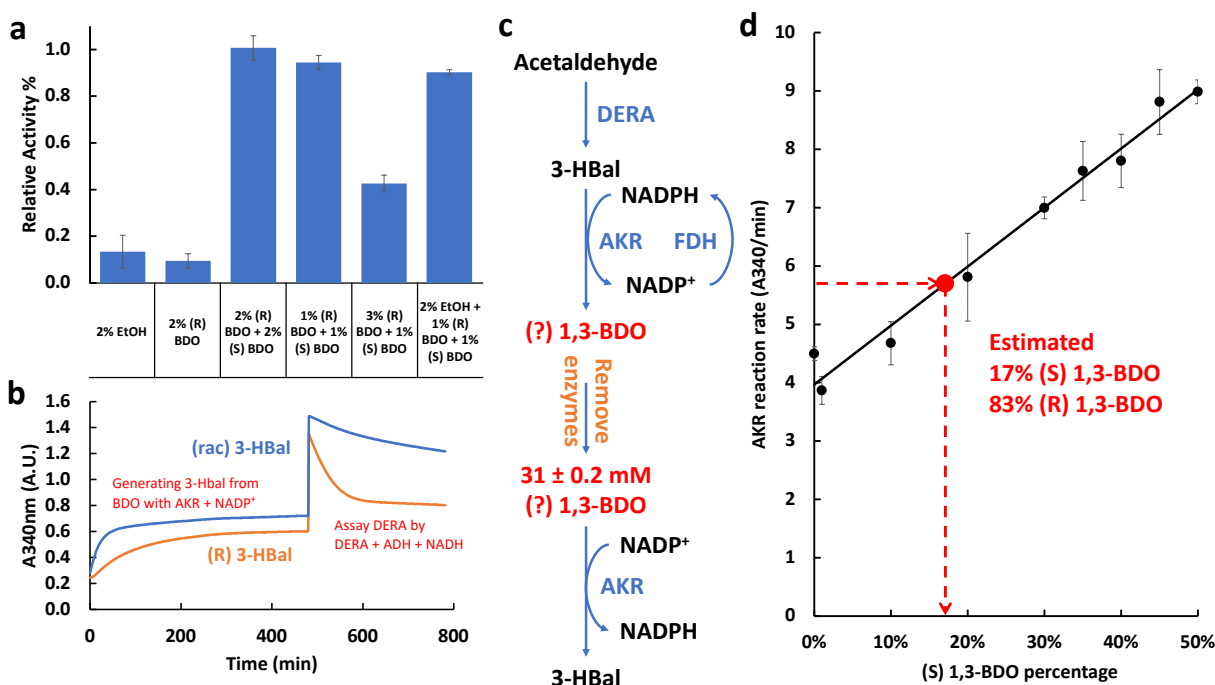 a
Relative Activity %
1.0
0.8
0.6
0.4
0.2
0.0
2% EtOH
2% (R)
BDO
2% (R)
BDO + 2%
(S) BDO
1% (R)
BDO + 1%
(S) BDO
3% (R)
BDO + 1%
(S) BDO
2% EtOH +
1% (R)
BDO + 1%
(S) BDO
b
A340nm (A.U.)
1.6
1.4
1.2
1.0
0.8
0.6
0.4
0.2
0.0
(rac) 3-HBal
Generating 3-Hbal from
BDO with AKR + NADP+
(R) 3-HBal
Assay DERA by
DERA + ADH + NADH
0
200
400
600
800
Time (min)
c
Acetaldehyde
DERA
3-HBal
NADPH
AKR
FDH
NADP+
(?) 1,3-BDO
Remove
enzymes
31 ± 0.2 mM
(?) 1,3-BDO
NADP+
AKR
NADPH
3-HBal
d
AKR reaction rate (A340/min)
10
9
8
7
6
5
4
3
2
1
0
Estimated
17% (S) 1,3-BDO
83% (R) 1,3-BDO
0%
10%
20%
30%
40%
50%
(S) 1,3-BDO percentage